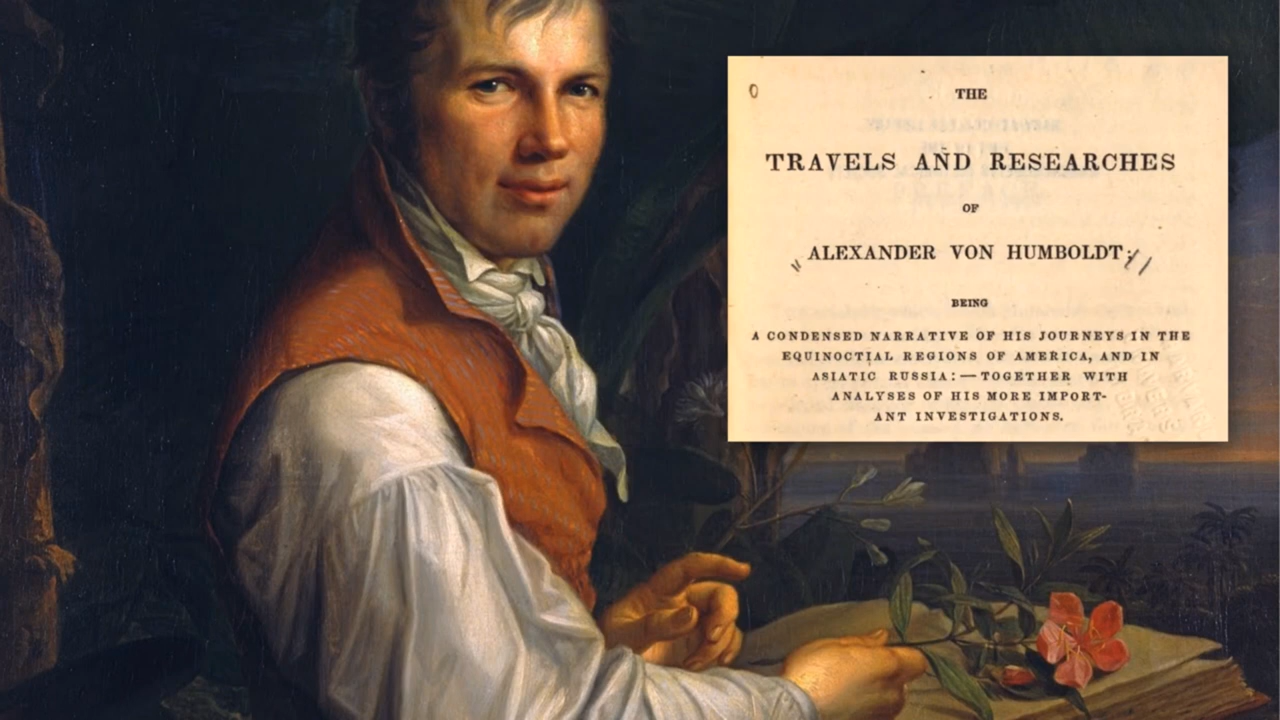 THE
TRAVELS AND RESEARCHES
OF
ALEXANDER VON HUMBOLDT;
BEING
A CONDENSED NARRATIVE OF HIS JOURNEYS IN THE
EQUINOCTIAL REGIONS OF AMERICA, AND IN
ASIATIC RUSSIA:—TOGETHER WITH
ANALYSES OF HIS MORE IMPORT-
ANT INVESTIGATIONS.